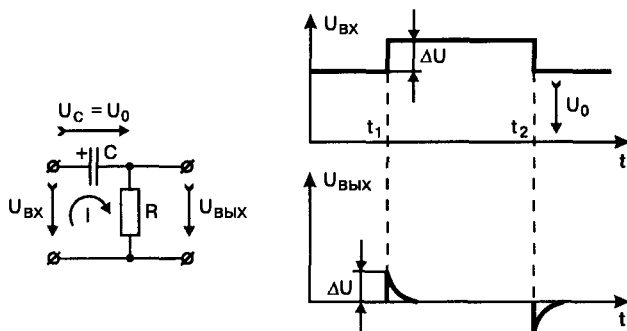 U_C = U_0
+
C
U_ВХ
I
R
U_ВЫХ
U_ВХ
ΔU
U_0
t_1
t_2
t
U_ВЫХ
ΔU
t